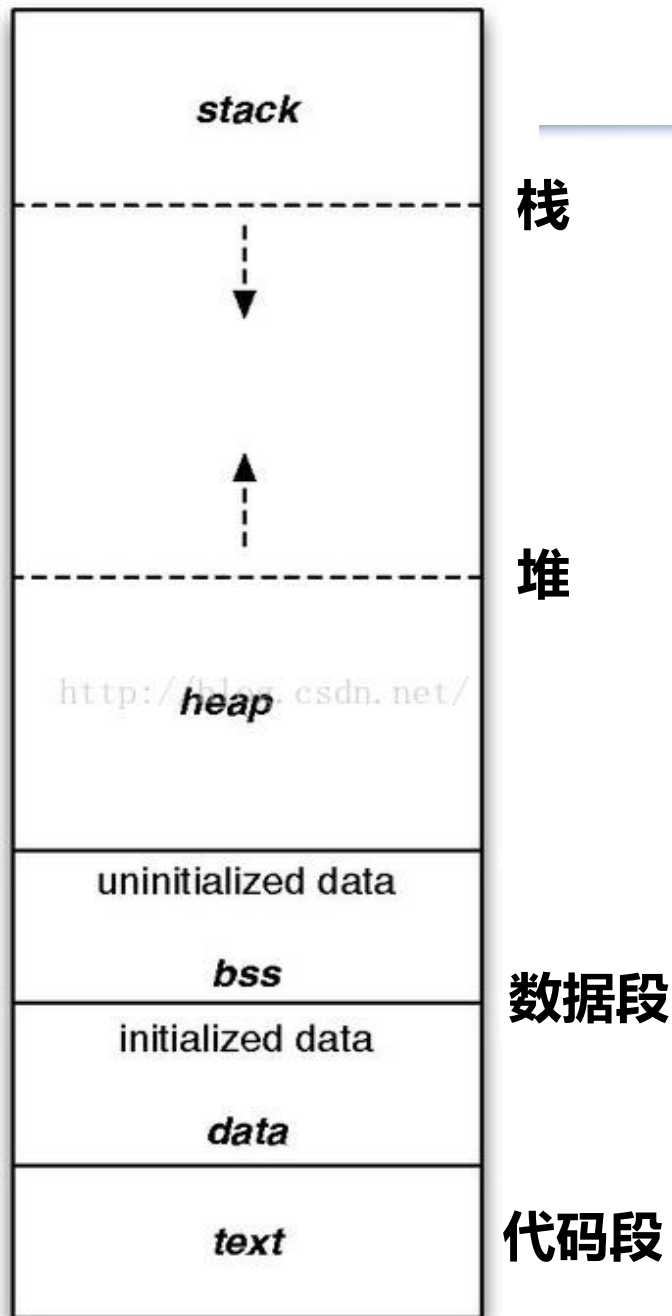 stack
栈
堆
http://blog.csdn.net/
heap
uninitialized data
bss
数据段
initialized data
data
text
代码段